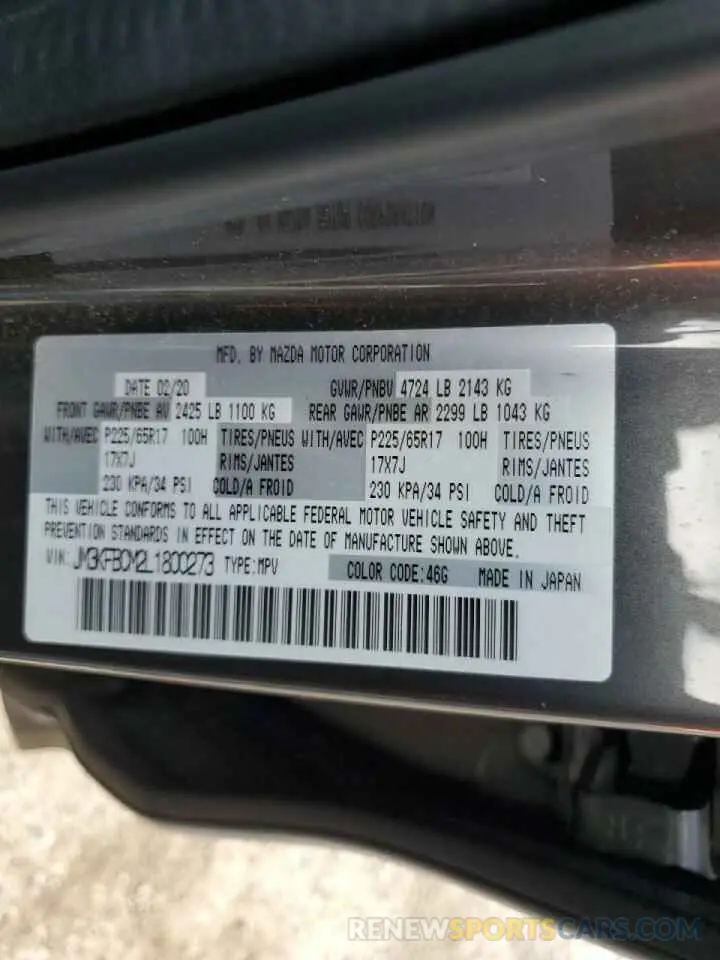 MFD. BY MAZDA MOTOR CORPORATION
DATE 02/20 GVWR/PNBV 4724 LB 2143 KG
FRONT GAWR/PNBE AV 2425 LB 1100 KG REAR GAWR/PNBE AR 2299 LB 1043 KG
WITH/AVEC P225/65R17 100H TIRES/PNEUS WITH/AVEC P225/65R17 100H TIRES/PNEUS
17X7J RIMS/JANTES 17X7J RIMS/JANTES
230 KPA/34 PSI COLD/A FROID 230 KPA/34 PSI COLD/A FROID
THIS VEHICLE CONFORMS TO ALL APPLICABLE FEDERAL MOTOR VEHICLE SAFETY AND THEFT
PREVENTION STANDARDS IN EFFECT ON THE DATE OF MANUFACTURE SHOWN ABOVE.
VIN: JM3KFBCM2L1800273 TYPE:MPV COLOR CODE:46G MADE IN JAPAN
RENEWSPORTSCARS.COM